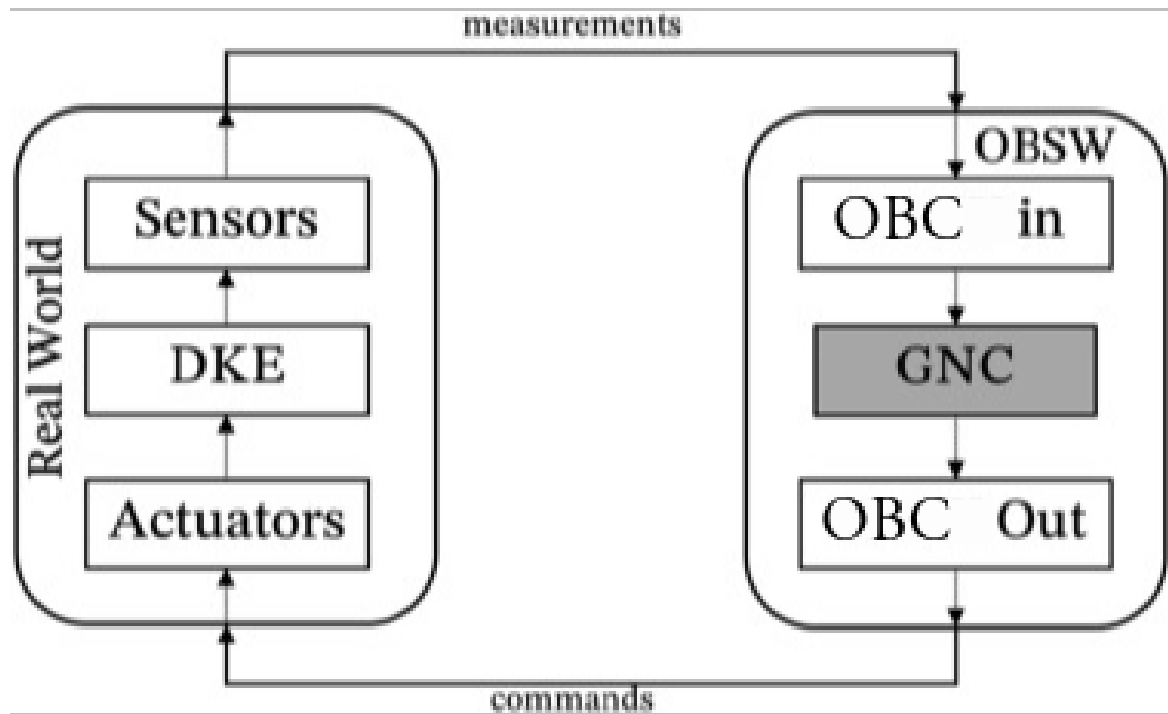 measurements
Real World
Sensors
DKE
Actuators
OBSW
OBC in
GNC
OBC Out
commands